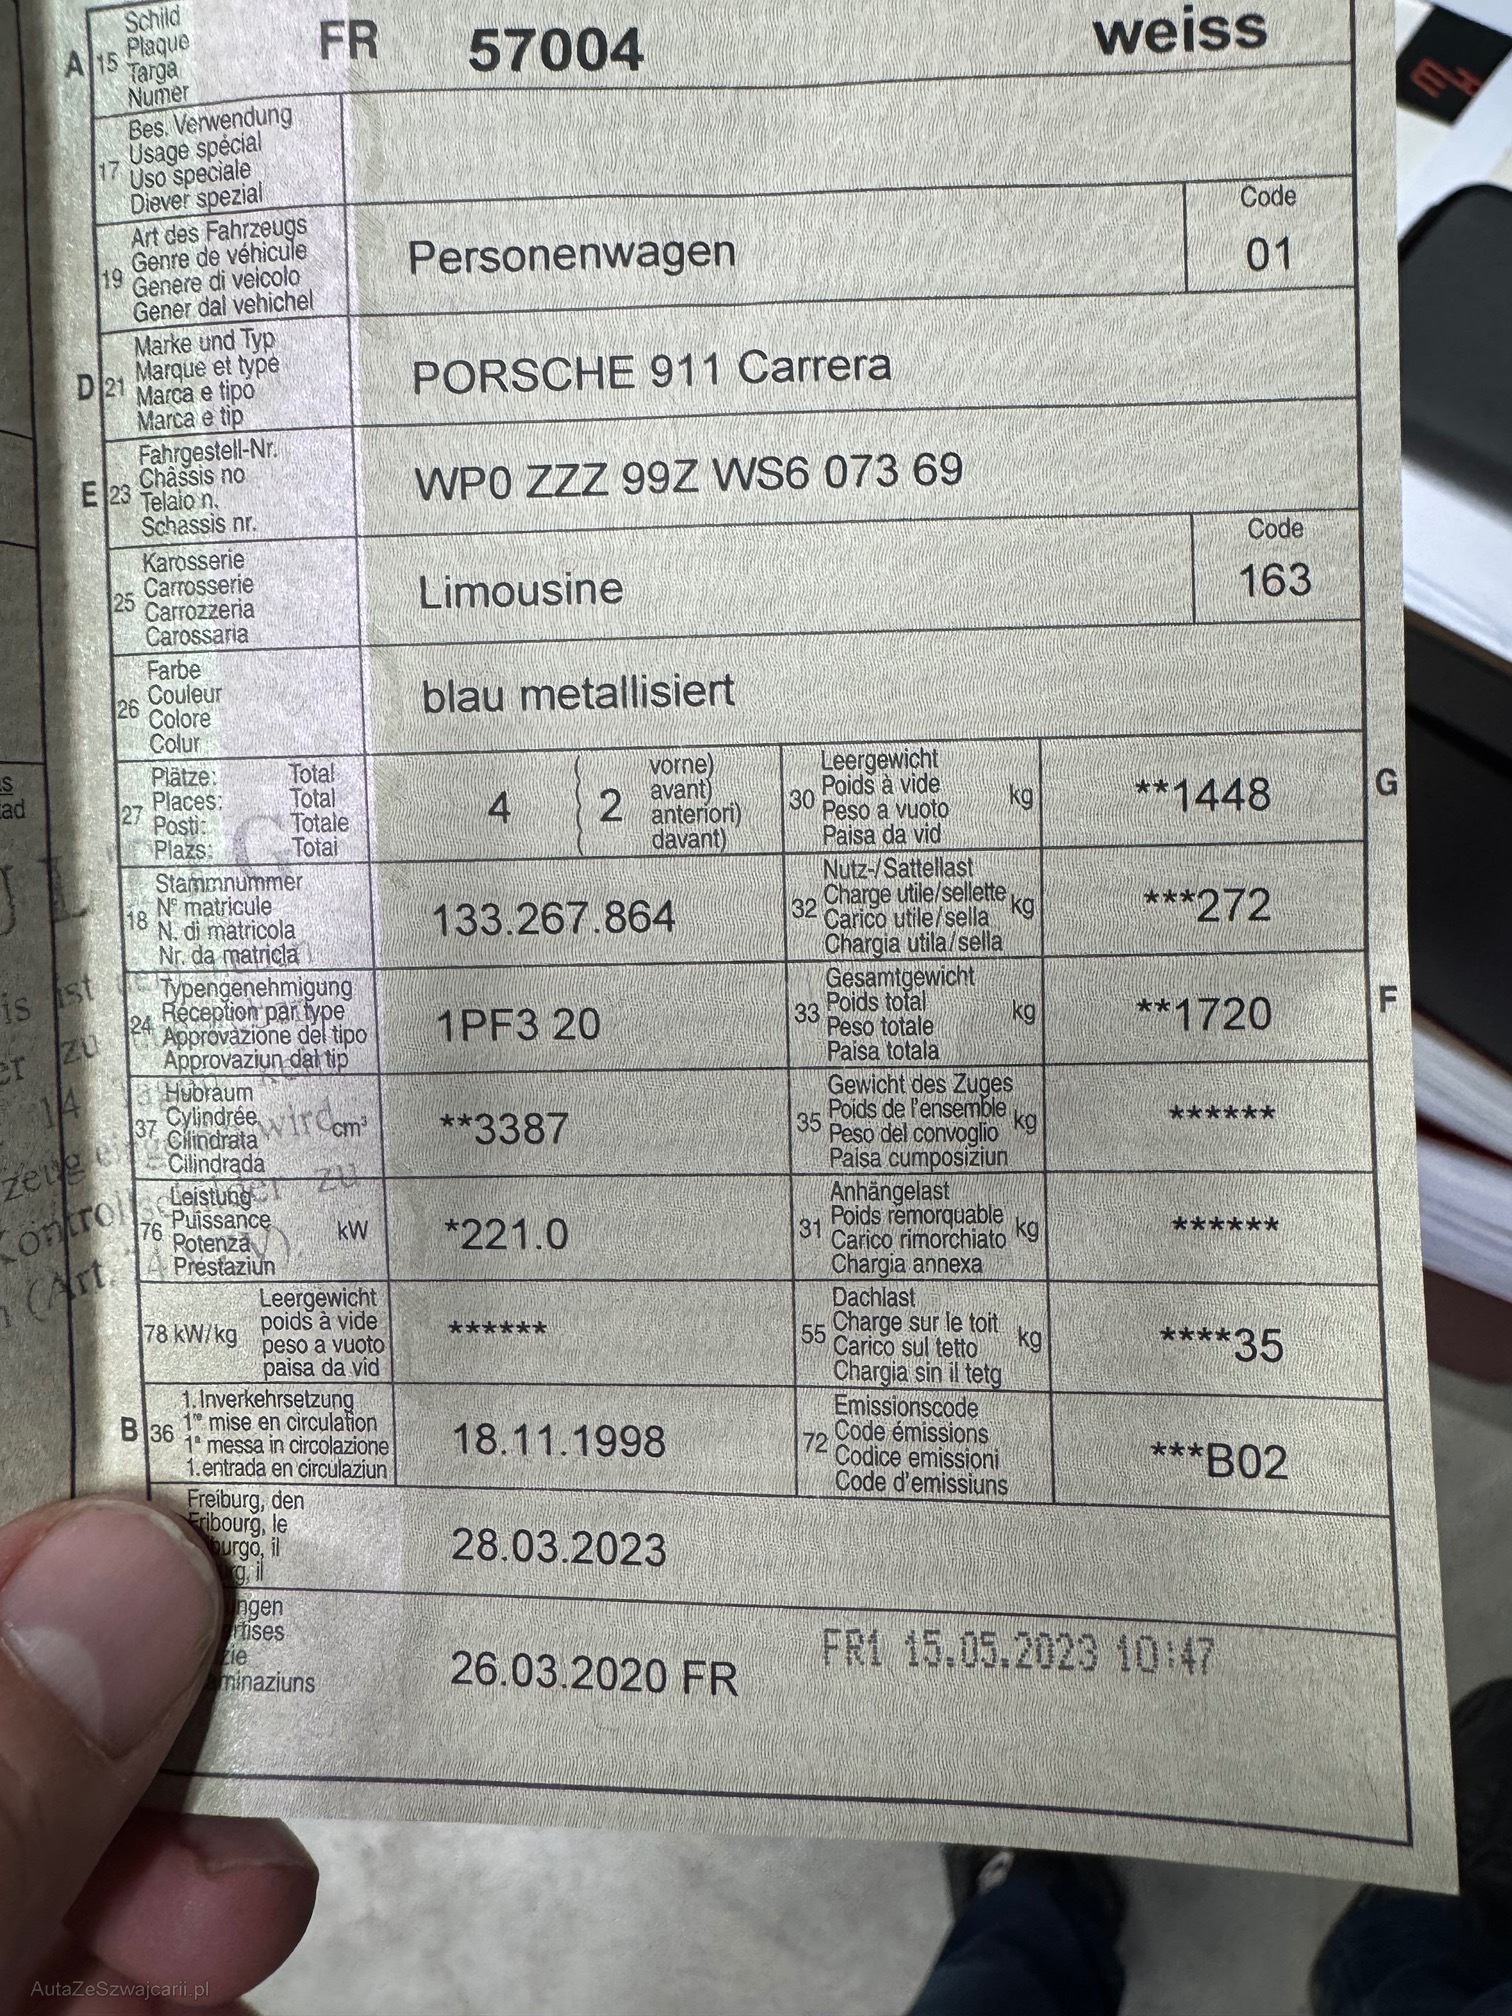 A 15 Schild
Plaque
Targa
Numer
FR 57004 weiss
17 Bes. Verwendung
Usage spécial
Uso speciale
Diever spezial
19 Art des Fahrzeugs
Genre de véhicule
Genere di veicolo
Gener dal vehichel
Personenwagen
Code
01
D 21 Marke und Typ
Marque et type
Marca e tipo
Marca e tip
PORSCHE 911 Carrera
E 23 Fahrgestell-Nr.
Châssis no
Telaio n.
Schassis nr.
WP0 ZZZ 99Z WS6 073 69
25 Karosserie
Carrosserie
Carrozzeria
Carossaria
Limousine
Code
163
26 Farbe
Couleur
Colore
Colur
blau metallisiert
27 Plätze: Total
Places: Total
Posti: Totale
Plazs: Total
4 ( 2 vorne)
avant)
anteriori)
davant)
30 Leergewicht
Poids à vide
Peso a vuoto
Paisa da vid
kg
**1448
G
18 Stammnummer
N° matricule
N. di matricola
Nr. da matricla
133.267.864
32 Nutz-/Sattellast
Charge utile/sellette
Carico utile/sella
Chargia utila/sella
kg
***272
24 Typengenehmigung
Réception par type
Approvazione del tipo
Approvaziun dal tip
1PF3 20
33 Gesamtgewicht
Poids total
Peso totale
Paisa totala
kg
**1720
F
37 Hubraum
Cylindrée
Cilindrata
Cilindrada
cm³
**3387
35 Gewicht des Zuges
Poids de l'ensemble
Peso del convoglio
Paisa cumposiziun
kg
******
76 Leistung
Puissance
Potenza
Prestaziun
kW
*221.0
31 Anhängelast
Poids remorquable
Carico rimorchiato
Chargia annexa
kg
******
78 kW/kg Leergewicht
poids à vide
peso a vuoto
paisa da vid
******
55 Dachlast
Charge sur le toit
Carico sul tetto
Chargia sin il tetg
kg
****35
B 36 1. Inverkehrsetzung
1re mise en circulation
1a messa in circolazione
1. entrada en circulaziun
18.11.1998
72 Emissionscode
Code émissions
Codice emissioni
Code d'emissiuns
***B02
Freiburg, den
Fribourg, le
burgo, il
g, il
28.03.2023
ngen
rtises
zie
minaziuns
26.03.2020 FR
FR1 15.05.2023 10:47
AutaZeSzwajcarii.pl